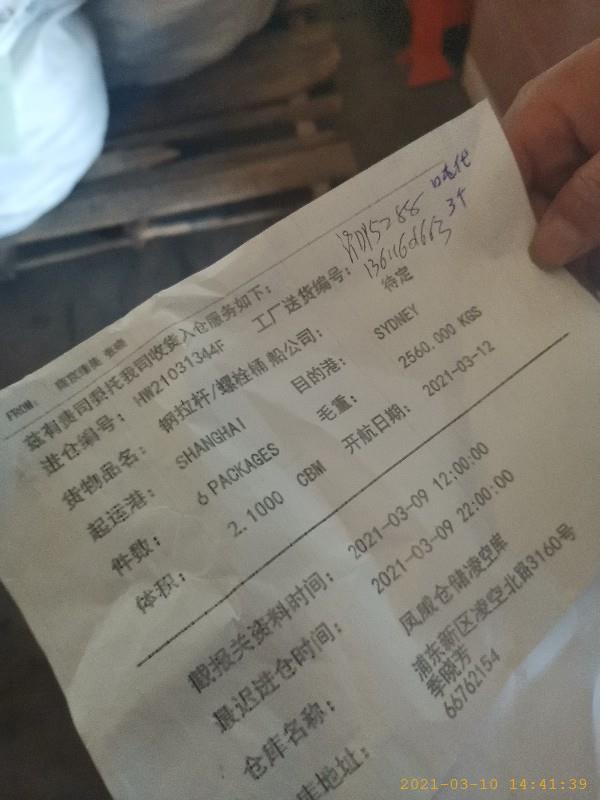 FROM:
兹有贵司委托我司收货入仓服务如下:
进仓编号: HW21031344F 工厂送货编号:
货物品名: 钢拉杆/螺栓桶 船公司: 待定
起运港: SHANGHAI 目的港: SYDNEY
件数: 6 PACKAGES 毛重: 2560.000 KGS
体积: 2.1000 CBM 开航日期: 2021-03-12
截报关资料时间: 2021-03-09 12:00:00
最迟进仓时间: 2021-03-09 22:00:00
仓库名称: 凤威仓储凌空库
库地址: 浦东新区凌空北路3160号
季晓芳
66762154
2021-03-10 14:41:39